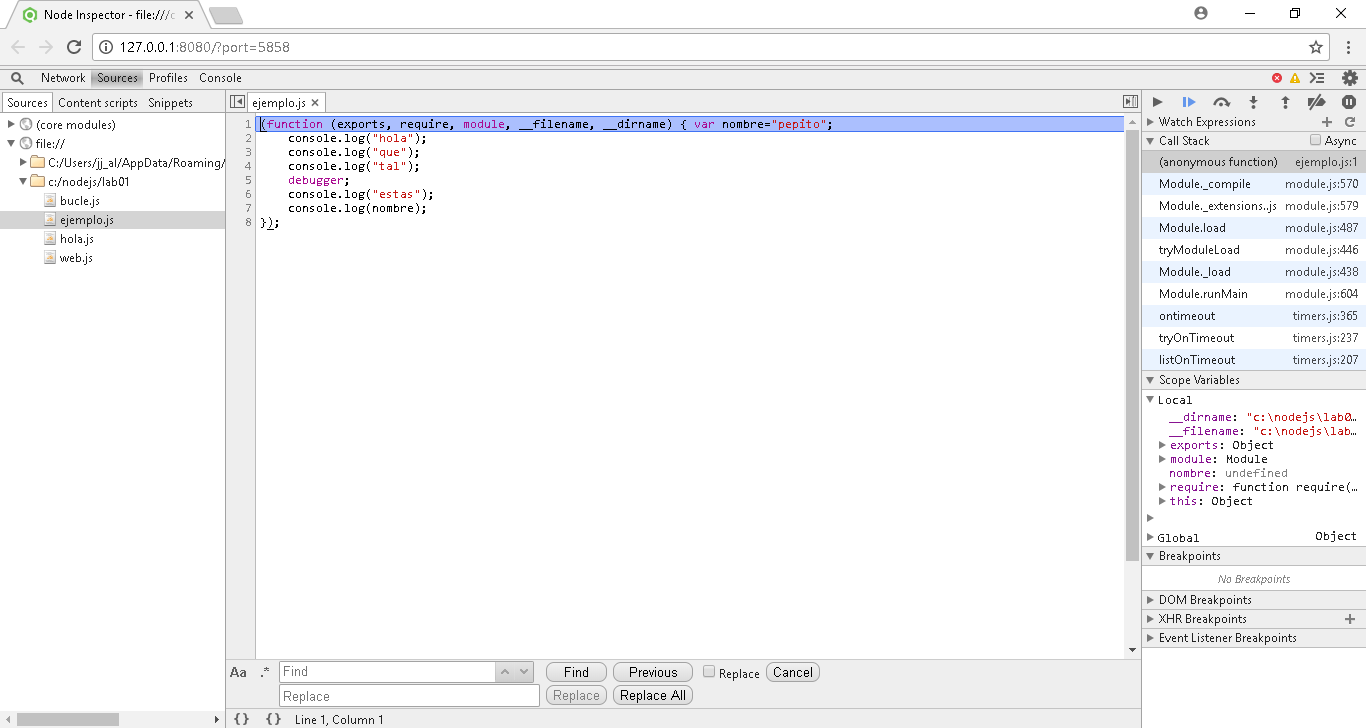 Node Inspector - file:///c
127.0.0.1:8080/?port=5858
Network Sources Profiles Console
Sources Content scripts Snippets
(core modules)
file://
C:/Users/jj_al/AppData/Roaming/
c:/nodejs/lab01
bucle.js
ejemplo.js
hola.js
web.js
ejemplo.js
1 (function (exports, require, module, __filename, __dirname) { var nombre="pepito";
2 console.log("hola");
3 console.log("que");
4 console.log("tal");
5 debugger;
6 console.log("estas");
7 console.log(nombre);
8 });
Aa .* Find Find Previous Replace Cancel
Replace Replace Replace All
{} {} Line 1, Column 1
Watch Expressions
Call Stack Async
(anonymous function) ejemplo.js:1
Module._compile module.js:570
Module._extensions..js module.js:579
Module.load module.js:487
tryModuleLoad module.js:446
Module._load module.js:438
Module.runMain module.js:604
ontimeout timers.js:365
tryOnTimeout timers.js:237
listOnTimeout timers.js:207
Scope Variables
Local
__dirname: "c:\nodejs\lab0…
__filename: "c:\nodejs\lab…
exports: Object
module: Module
nombre: undefined
require: function require(…
this: Object
Global Object
Breakpoints
No Breakpoints
DOM Breakpoints
XHR Breakpoints
Event Listener Breakpoints